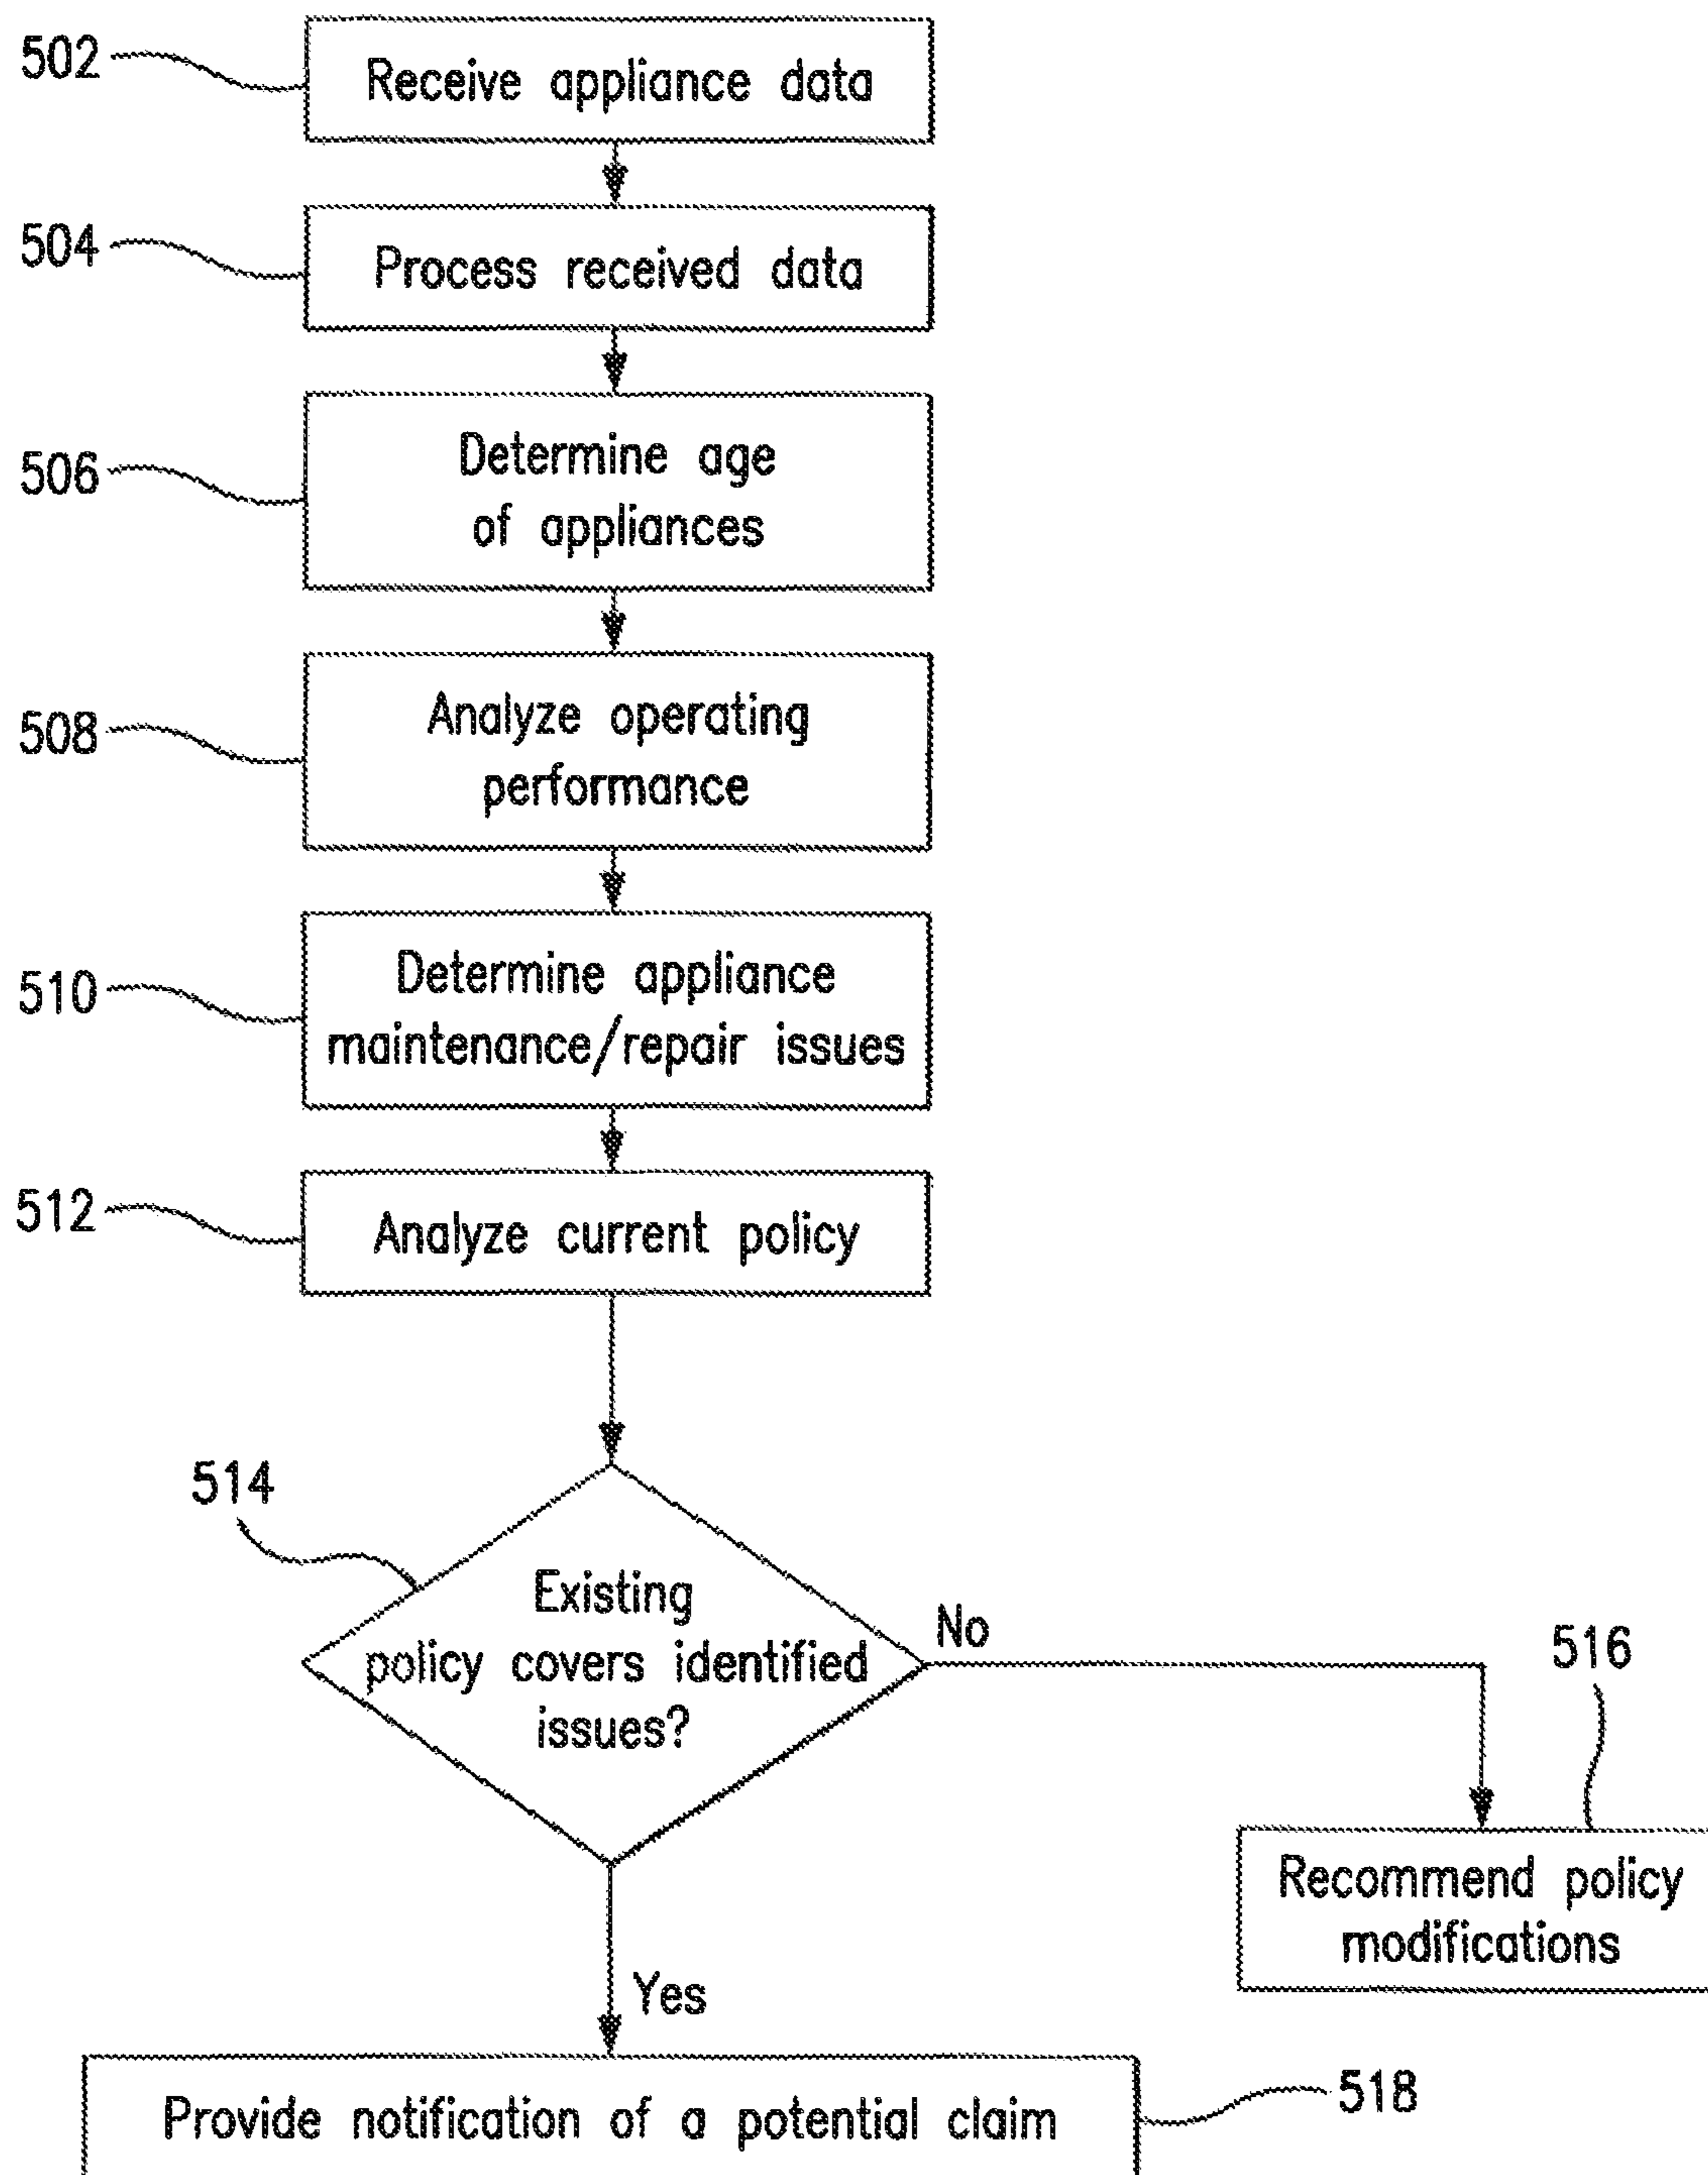 502
Receive appliance data
504
Process received data
506
Determine age
of appliances
508
Analyze operating
performance
510
Determine appliance
maintenance/repair issues
512
Analyze current policy
514
Existing
policy covers identified
issues?
No
516
Recommend policy
modifications
Yes
Provide notification of a potential claim
518